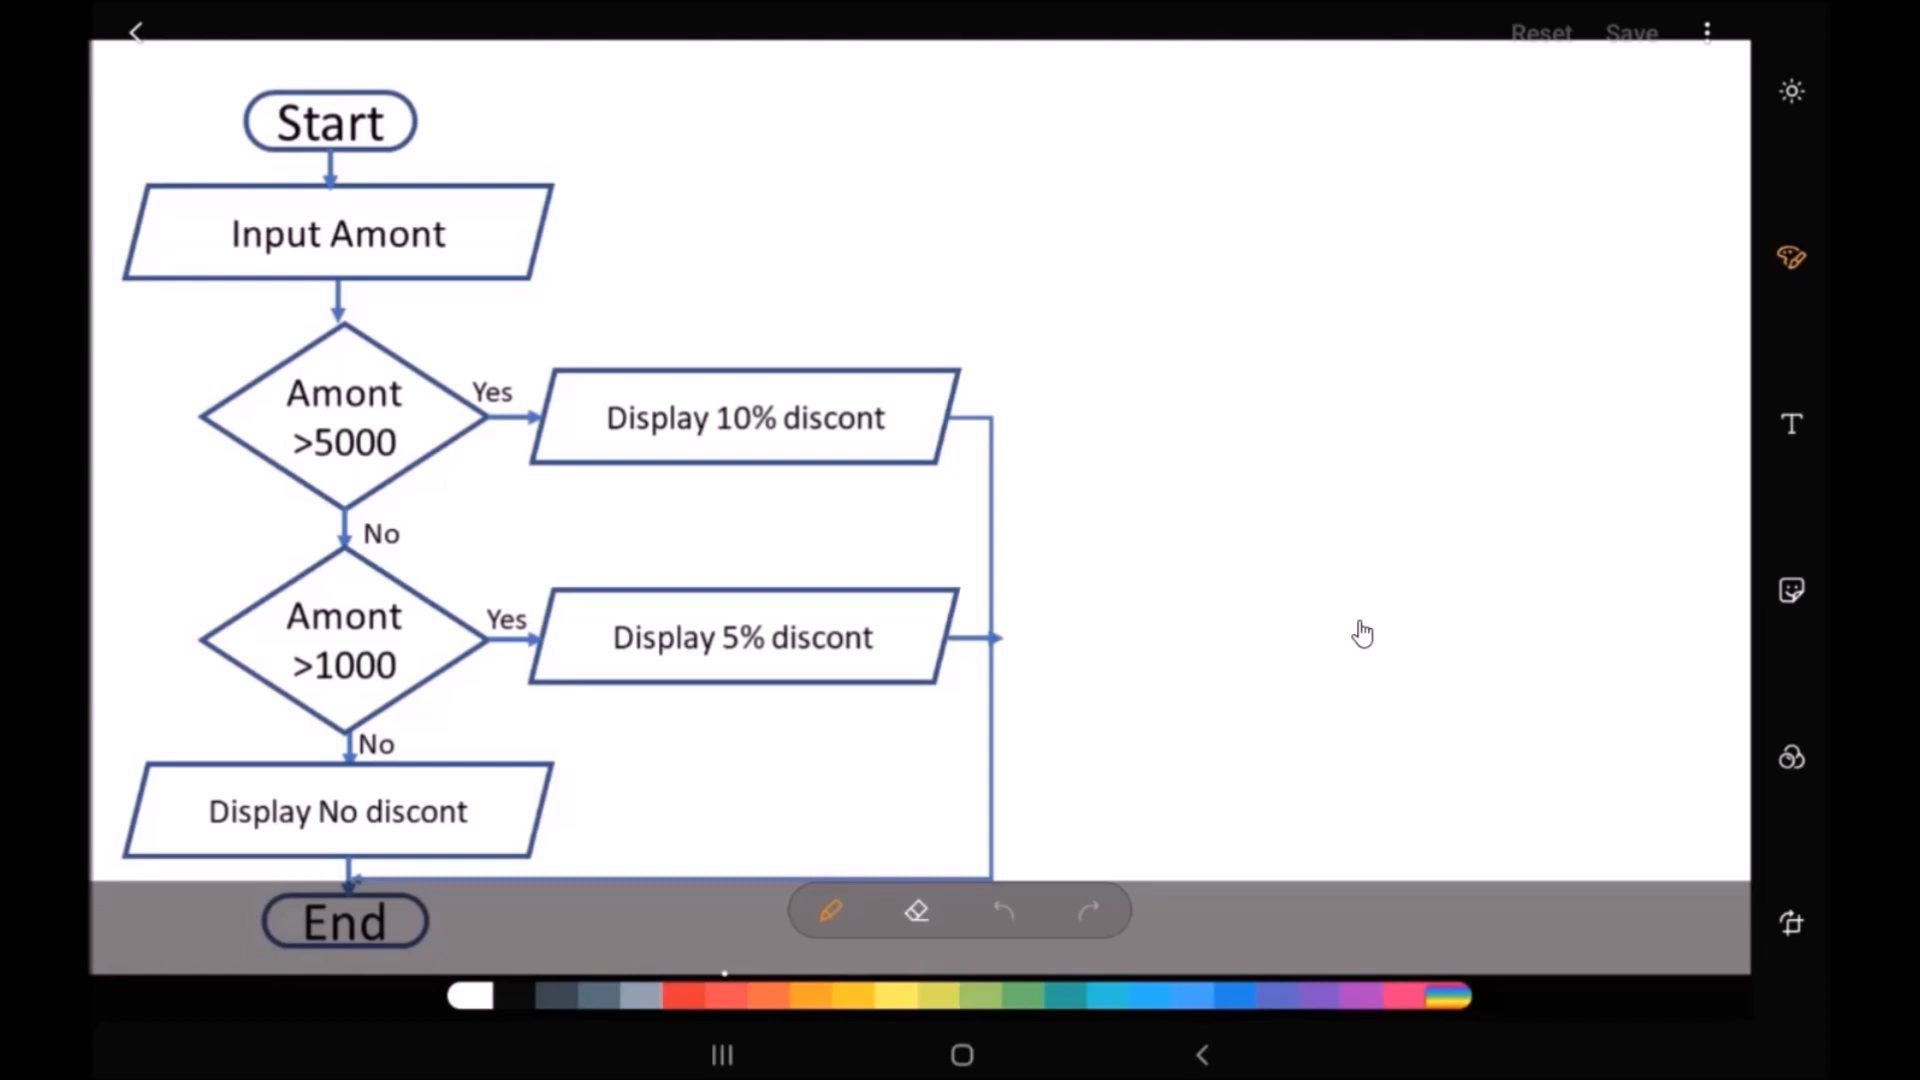 Reset Save
Start
Input Amont
Amont
>5000
Yes
Display 10% discont
No
Amont
>1000
Yes
Display 5% discont
No
Display No discont
End
T